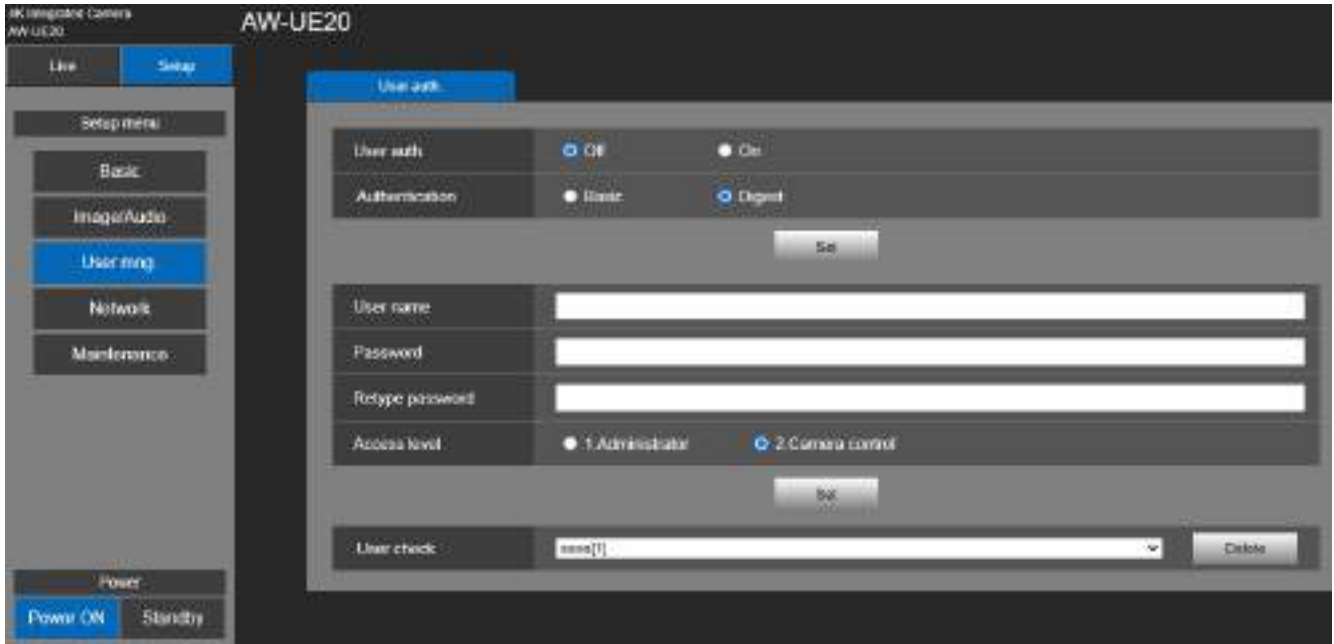 4K Integrated Camera
AW-UE20
AW-UE20
Live
Setup
User auth.
Setup menu
Basic
Image/Audio
User mng.
Network
Maintenance
User auth.
Off
On
Authentication
Basic
Digest
Set
User name
Password
Retype password
Access level
1.Administrator
2.Camera control
Set
User check
Delete
Power
Power ON
Standby